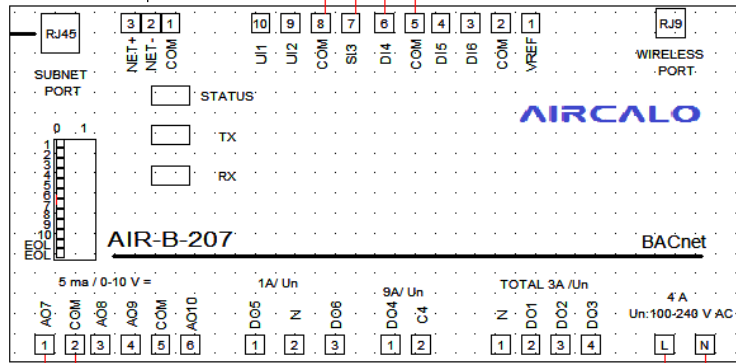 3 2 1 10 9 8 7 6 5 4 3 2 1
RJ45 RJ9
NET+ NET- COM UI1 UI2 COM SI3 DI4 COM DI5 DI6 COM VREF
WIRELESS
PORT
SUBNET
PORT
STATUS
AIRCALO
TX
RX
0 1
1
2
3
4
5
6
7
8
9
10
EOL
EOL
AIR-B-207 BACnet
5 ma / 0-10 V = 1A/ Un 9A/ Un TOTAL 3A /Un 4 A
Un:100-240 V AC
AO7 COM AO8 AO9 COM AO10 DO5 N DO6 DO4 C4 N DO1 DO2 DO3
1 2 3 4 5 6 1 2 3 1 2 1 2 3 4 L N